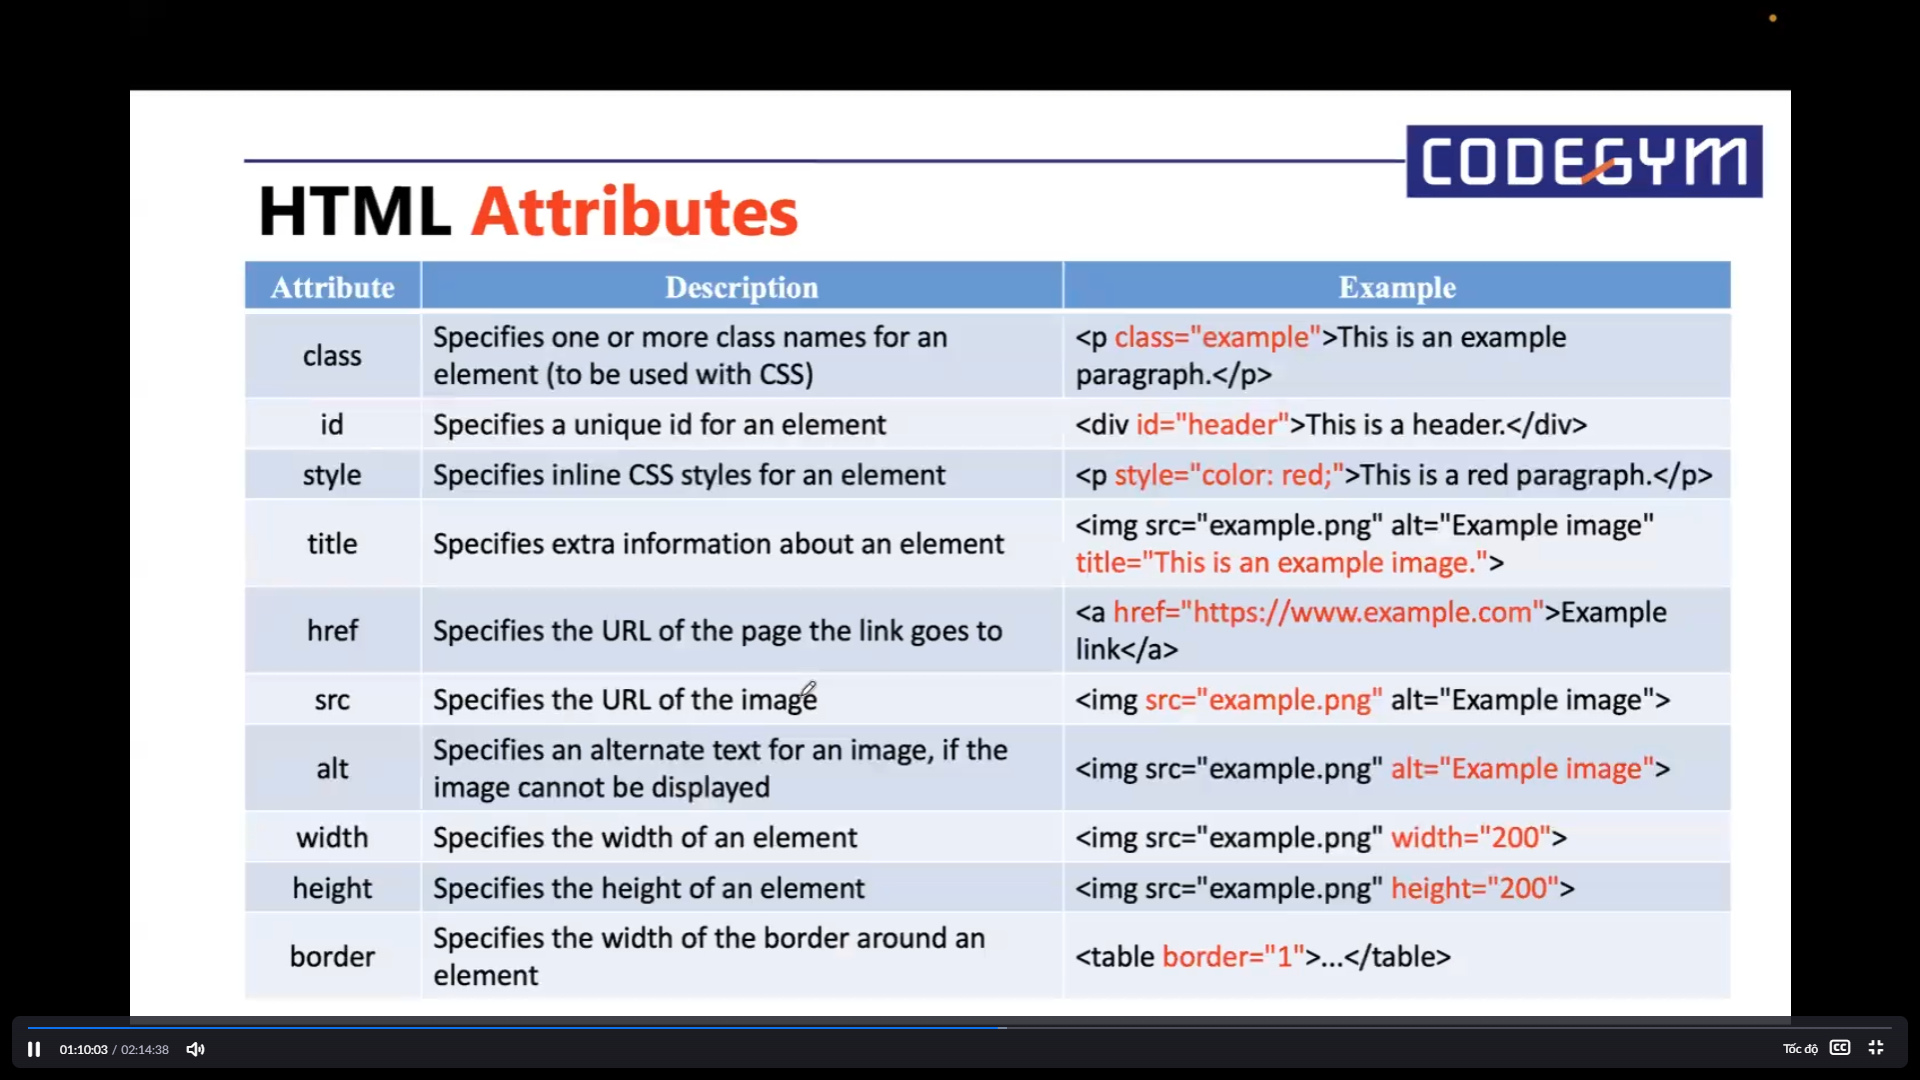 CODEGYM
HTML Attributes
Attribute Description Example
class
Specifies one or more class names for an
element (to be used with CSS)
<p class="example">This is an example
paragraph.</p>
id Specifies a unique id for an element <div id="header">This is a header.</div>
style Specifies inline CSS styles for an element <p style="color: red;">This is a red paragraph.</p>
title Specifies extra information about an element
<img src="example.png" alt="Example image"
title="This is an example image.">
href Specifies the URL of the page the link goes to
<a href="https://www.example.com">Example
link</a>
src Specifies the URL of the image <img src="example.png" alt="Example image">
alt
Specifies an alternate text for an image, if the
image cannot be displayed
<img src="example.png" alt="Example image">
width Specifies the width of an element <img src="example.png" width="200">
height Specifies the height of an element <img src="example.png" height="200">
border
Specifies the width of the border around an
element
<table border="1">...</table>
01:10:03 / 02:14:38 Tốc độ CC